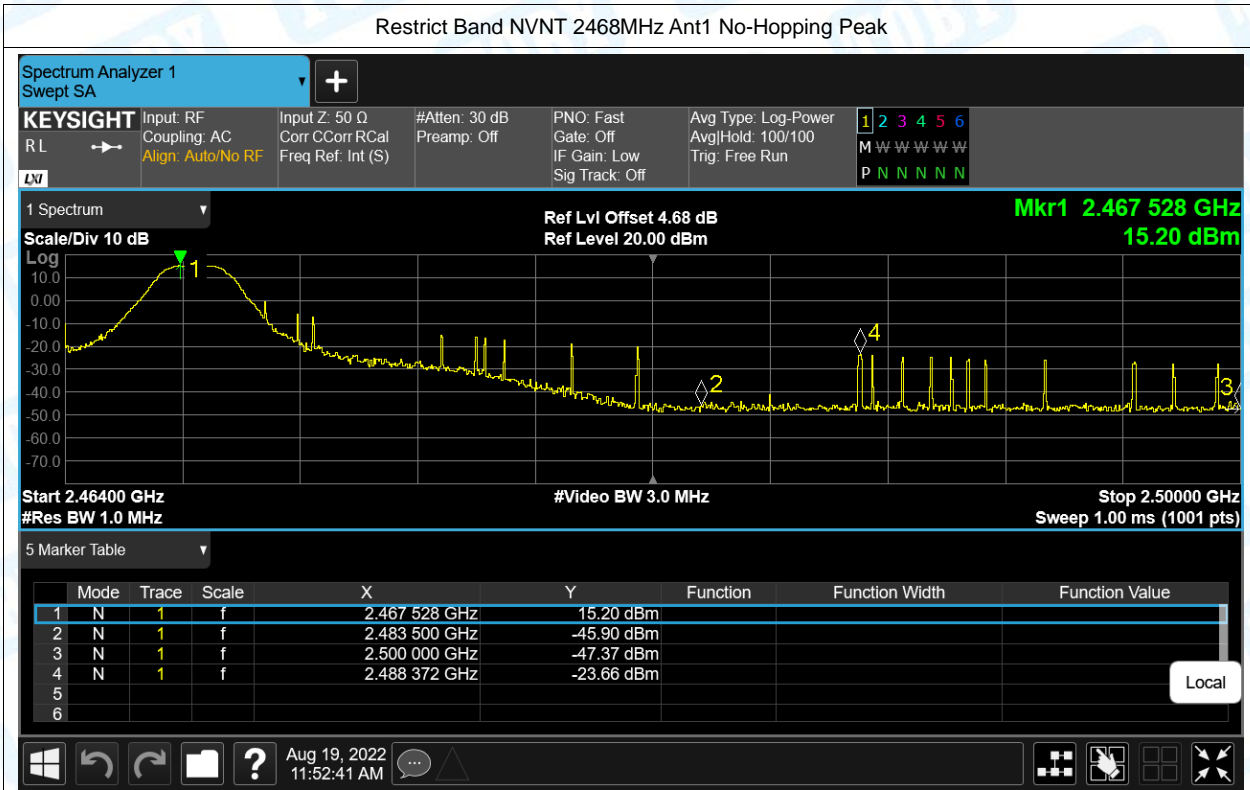 Restrict Band NVNT 2468MHz Ant1 No-Hopping Peak
Spectrum Analyzer 1
Swept SA
KEYSIGHT Input: RF Input Z: 50 Ω #Atten: 30 dB PNO: Fast Avg Type: Log-Power 1 2 3 4 5 6
RL Coupling: AC Corr CCorr RCal Preamp: Off Gate: Off Avg|Hold: 100/100 M W W W W W
Align: Auto/No RF Freq Ref: Int (S) IF Gain: Low Trig: Free Run
LXI Sig Track: Off P N N N N N
1 Spectrum Ref Lvl Offset 4.68 dB Mkr1 2.467 528 GHz
Scale/Div 10 dB Ref Level 20.00 dBm 15.20 dBm
Log
1
10.0
0.00
-10.0
4
-20.0
-30.0
2
3
-40.0
-50.0
-60.0
-70.0
Start 2.46400 GHz #Video BW 3.0 MHz Stop 2.50000 GHz
#Res BW 1.0 MHz Sweep 1.00 ms (1001 pts)
5 Marker Table
Mode Trace Scale X Y Function Function Width Function Value
1 N 1 f 2.467 528 GHz 15.20 dBm
2 N 1 f 2.483 500 GHz -45.90 dBm
3 N 1 f 2.500 000 GHz -47.37 dBm
4 N 1 f 2.488 372 GHz -23.66 dBm
5
6
Local
? Aug 19, 2022
11:52:41 AM